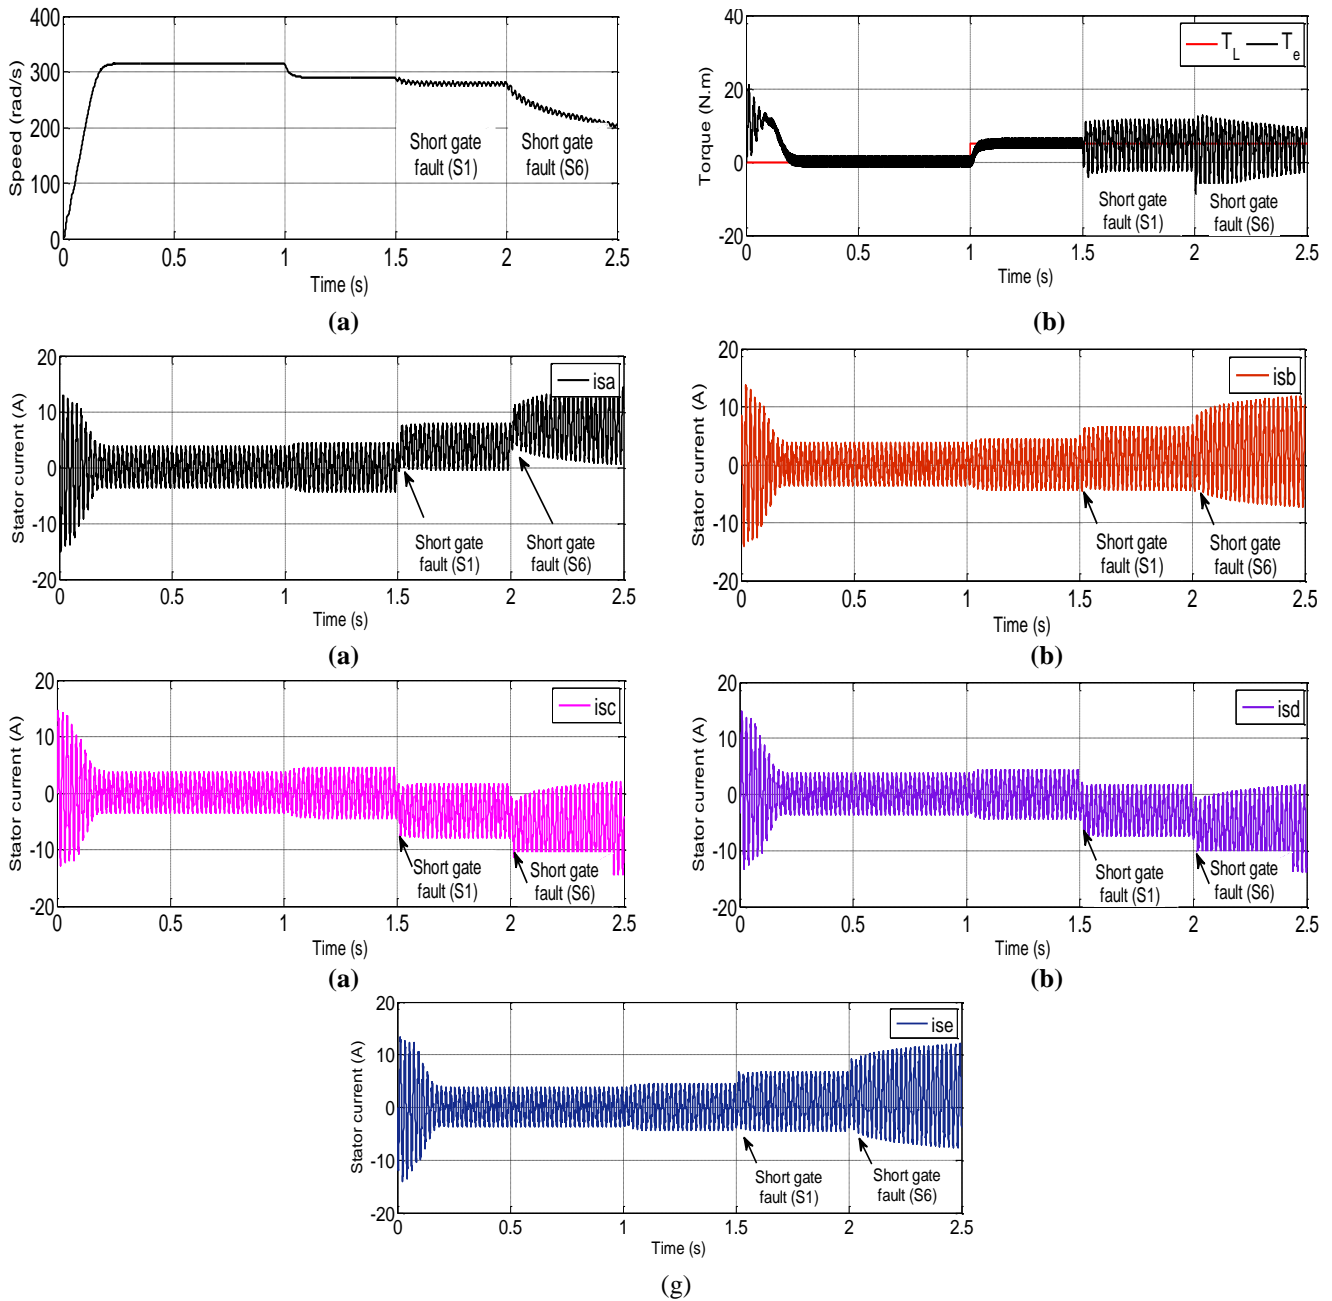 400
300
200
300
0
Speed (rad/s)
0 0.5 1 1.5 2 2.5
Time (s)
Short gate
fault (S1)
Short gate
fault (S6)
(a)
40
20
0
-20
Torque (N.m)
T_L T_e
0 0.5 1 1.5 2 2.5
Time (s)
Short gate
fault (S1)
Short gate
fault (S6)
(b)
20
10
0
-10
-20
Stator current (A)
isa
Short gate
fault (S1)
Short gate
fault (S6)
0 0.5 1 1.5 2 2.5
Time (s)
(a)
20
10
0
-10
-20
Stator current (A)
isb
Short gate
fault (S1)
Short gate
fault (S6)
0 0.5 1 1.5 2 2.5
Time (s)
(b)
20
10
0
-10
-20
Stator current (A)
isc
Short gate
fault (S1)
Short gate
fault (S6)
0 0.5 1 1.5 2 2.5
Time (s)
(a)
20
10
0
-10
-20
Stator current (A)
isd
Short gate
fault (S1)
Short gate
fault (S6)
0 0.5 1 1.5 2 2.5
Time (s)
(b)
20
10
0
-10
-20
Stator current (A)
ise
Short gate
fault (S1)
Short gate
fault (S6)
0 0.5 1 1.5 2 2.5
Time (s)
(g)